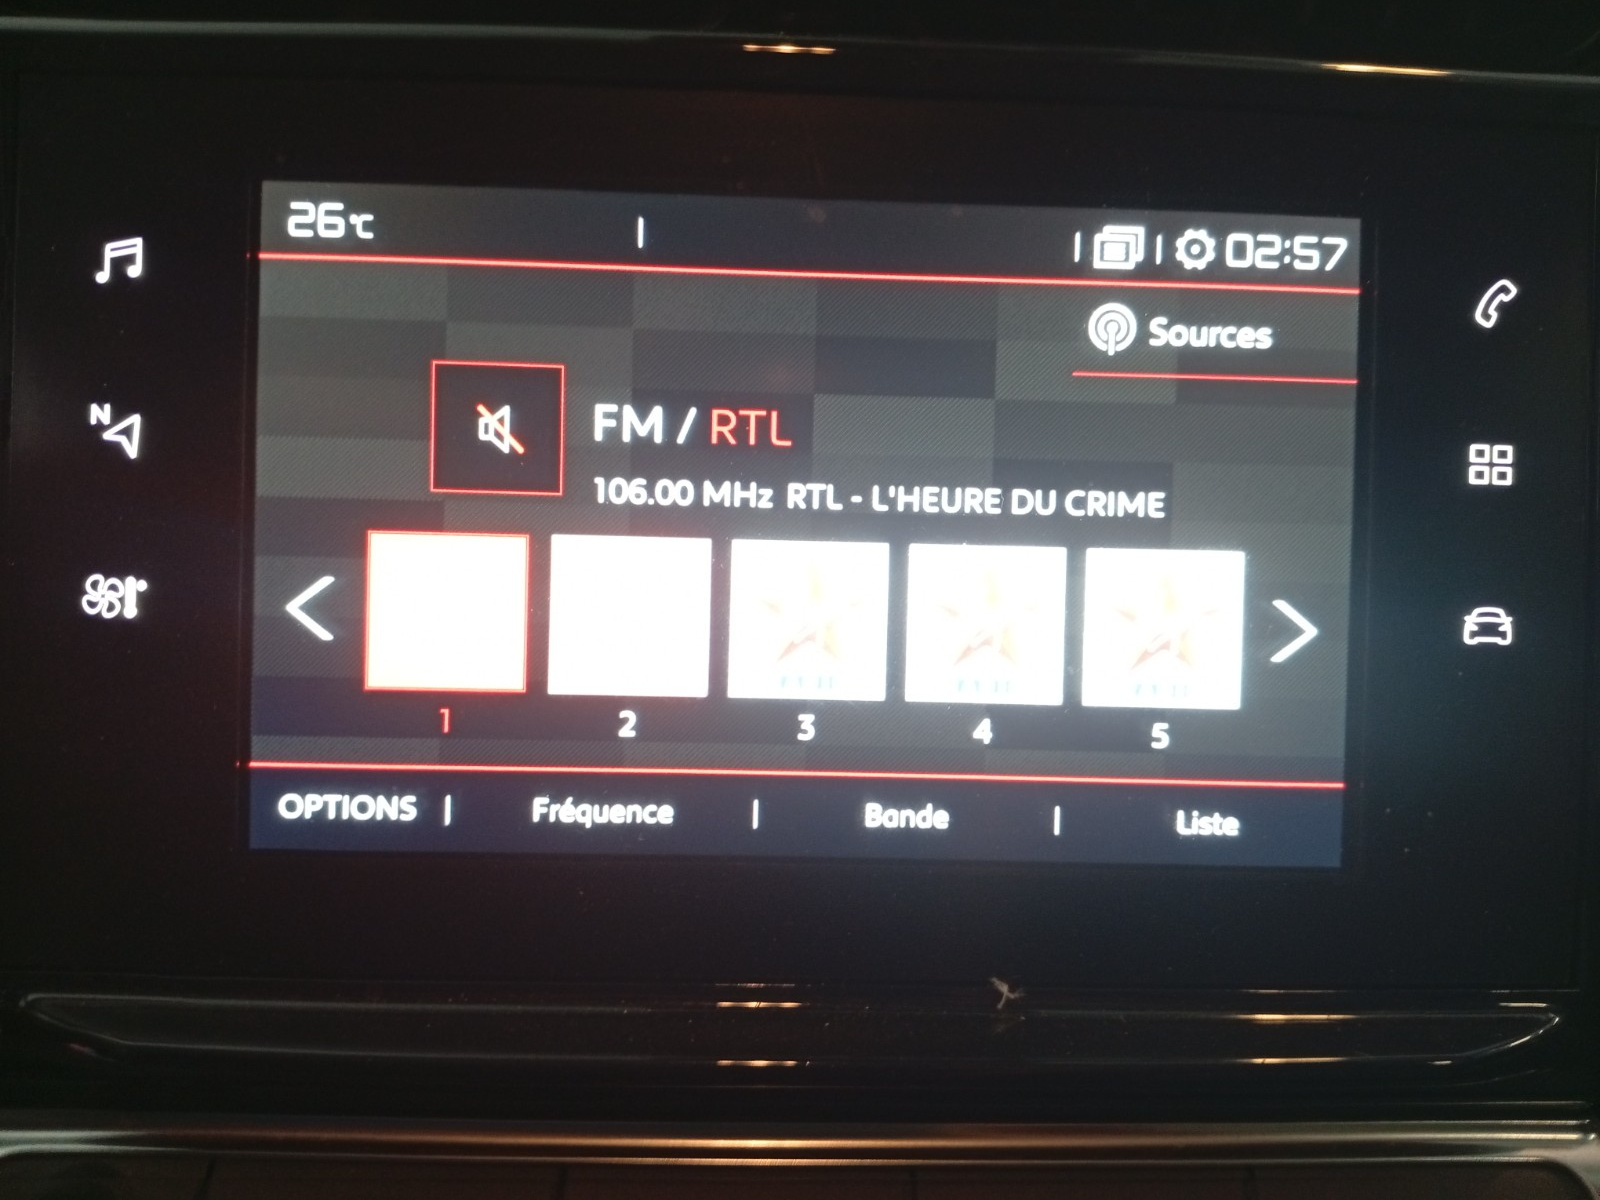 26°C
02:57
Sources
N
FM / RTL
106.00 MHz RTL - L'HEURE DU CRIME
1
2
3
4
5
OPTIONS
Fréquence
Bande
Liste